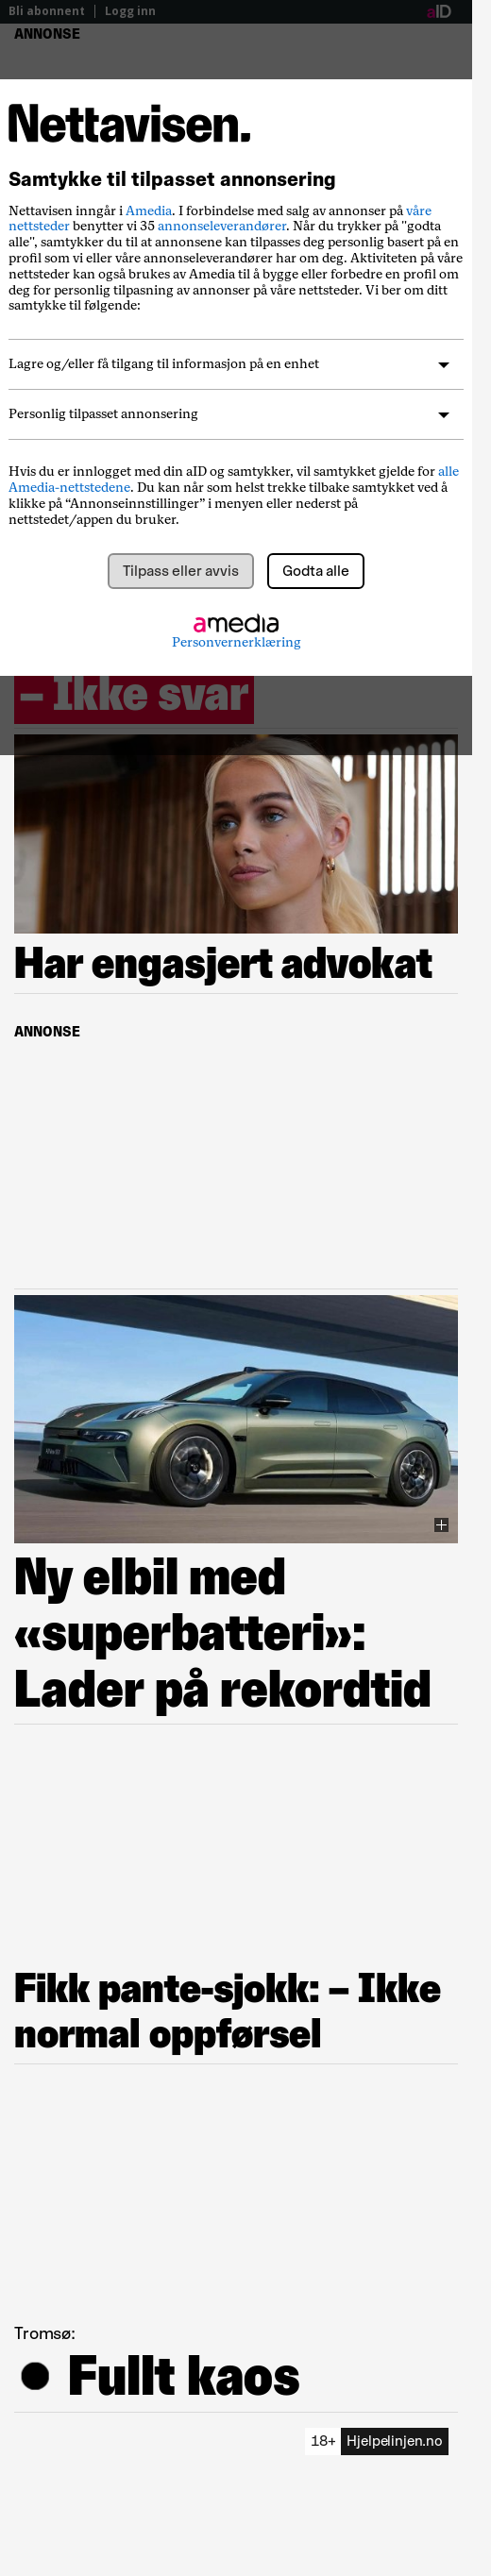 Bli abonnent | Logg inn
aID
ANNONSE
Nettavisen.
Samtykke til tilpasset annonsering
Nettavisen inngår i Amedia. I forbindelse med salg av annonser på våre
nettsteder benytter vi 35 annonseleverandører. Når du trykker på "godta
alle", samtykker du til at annonsene kan tilpasses deg personlig basert på en
profil som vi eller våre annonseleverandører har om deg. Aktiviteten på våre
nettsteder kan også brukes av Amedia til å bygge eller forbedre en profil om
deg for personlig tilpasning av annonser på våre nettsteder. Vi ber om ditt
samtykke til følgende:
Lagre og/eller få tilgang til informasjon på en enhet
Personlig tilpasset annonsering
Hvis du er innlogget med din aID og samtykker, vil samtykket gjelde for alle
Amedia-nettstedene. Du kan når som helst trekke tilbake samtykket ved å
klikke på “Annonseinnstillinger” i menyen eller nederst på
nettstedet/appen du bruker.
Tilpass eller avvis
Godta alle
amedia
Personvernerklæring
– Ikke svar
Har engasjert advokat
ANNONSE
Ny elbil med
«superbatteri»:
Lader på rekordtid
Fikk pante-sjokk: – Ikke
normal oppførsel
Tromsø:
Fullt kaos
18+ Hjelpelinjen.no